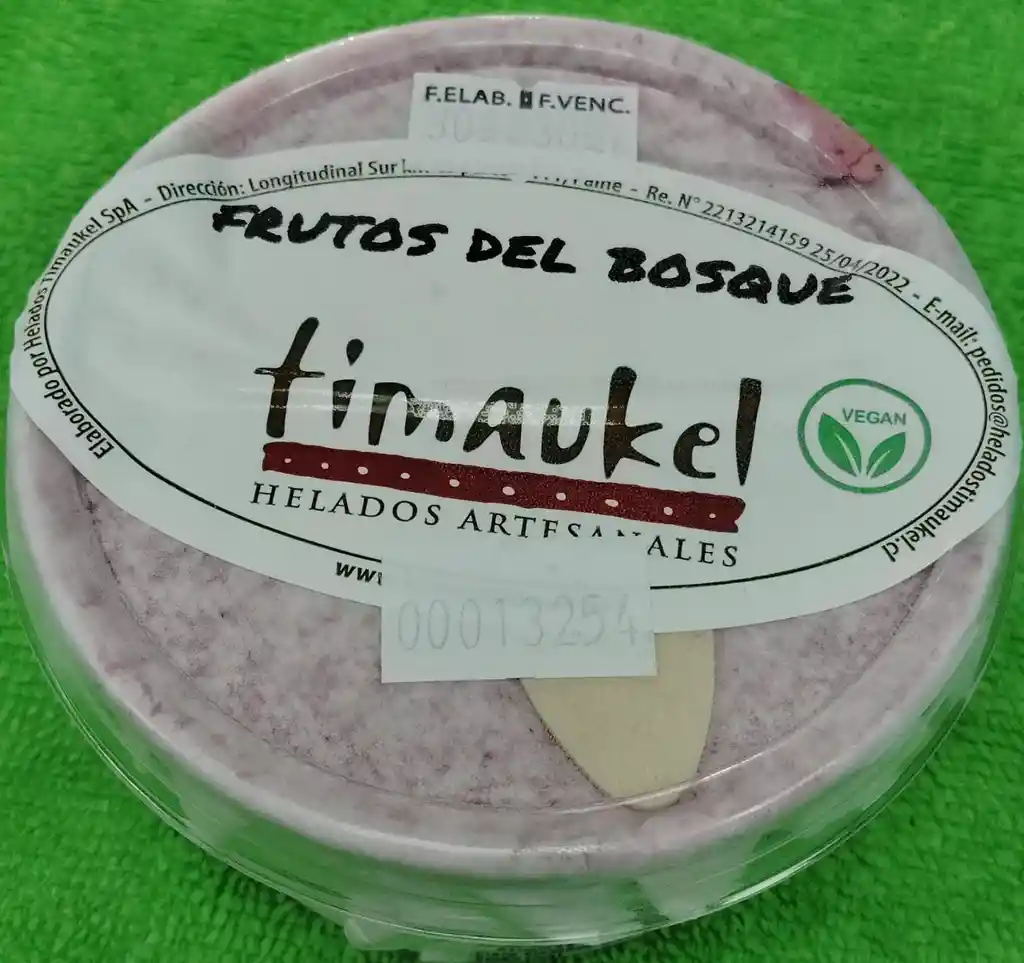 F.ELAB. F.VENC.
Elaborado por Helados Timaukel SpA - Dirección: Longitudinal Sur
Re. N° 2213214159 25/04/2022 - E-mail: pedidos@heladostimaukel.cl
FRUTOS DEL BOSQUE
timaukel
VEGAN
HELADOS ARTESANALES
00013254